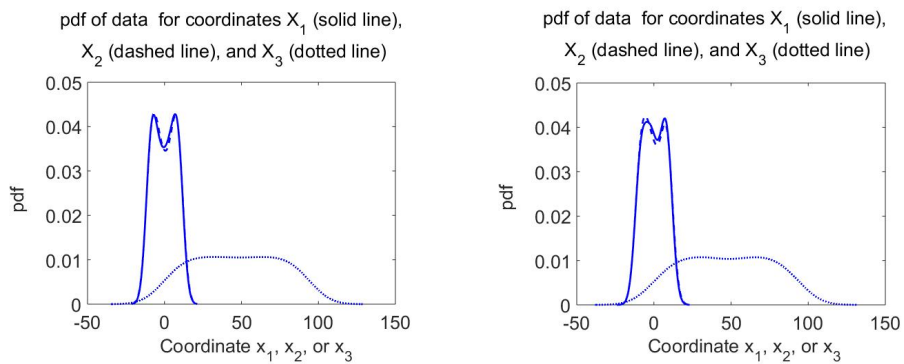 pdf of data for coordinates X1 (solid line),
X2 (dashed line), and X3 (dotted line)
0.05
0.04
0.03
0.02
0.01
0
pdf
-50 0 50 100 150
Coordinate x1, x2, or x3
pdf of data for coordinates X1 (solid line),
X2 (dashed line), and X3 (dotted line)
0.05
0.04
0.03
0.02
0.01
0
pdf
-50 0 50 100 150
Coordinate x1, x2, or x3